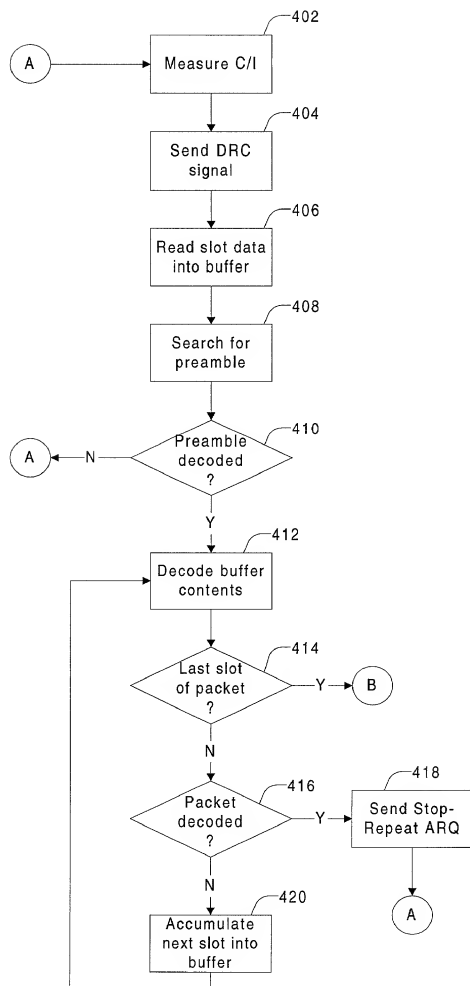 402
A
Measure C/I
404
Send DRC
signal
406
Read slot data
into buffer
408
Search for
preamble
410
Preamble
decoded
?
A
N
Y
412
Decode buffer
contents
414
Last slot
of packet
?
Y
B
N
416
Packet
decoded
?
Y
418
Send Stop-
Repeat ARQ
A
N
420
Accumulate
next slot into
buffer